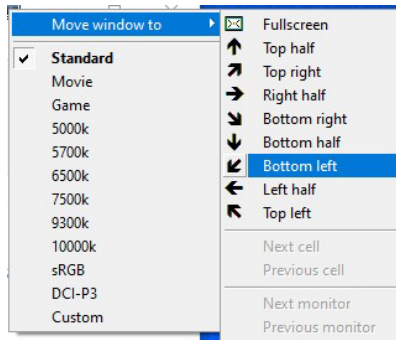 Move window to
Standard
Movie
Game
5000k
5700k
6500k
7500k
9300k
10000k
sRGB
DCI-P3
Custom
Fullscreen
Top half
Top right
Right half
Bottom right
Bottom half
Bottom left
Left half
Top left
Next cell
Previous cell
Next monitor
Previous monitor